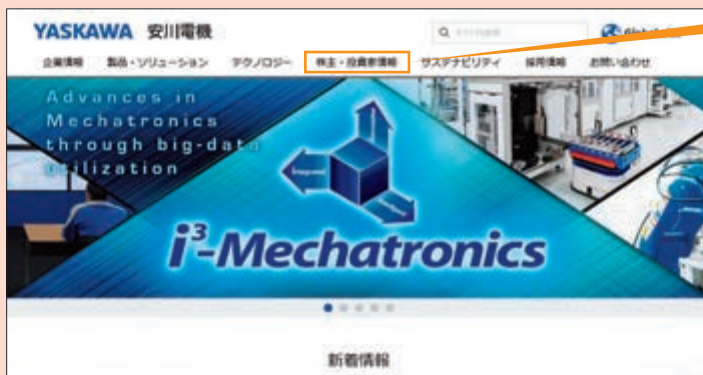 YASKAWA 安川電機
企業情報 製品・ソリューション テクノロジー 株主・投資家情報 サステナビリティ 採用情報 お問い合わせ
Advances in
Mechatronics
through big-data
utilization
i³-Mechatronics
新着情報